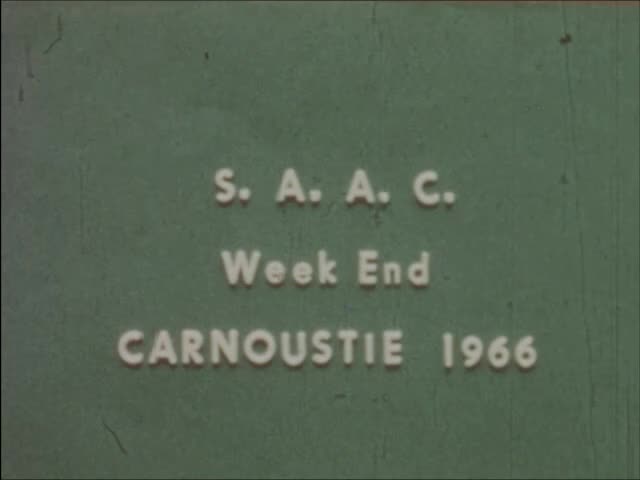 S. A. A. C.
Week End
CARNOUSTIE 1966